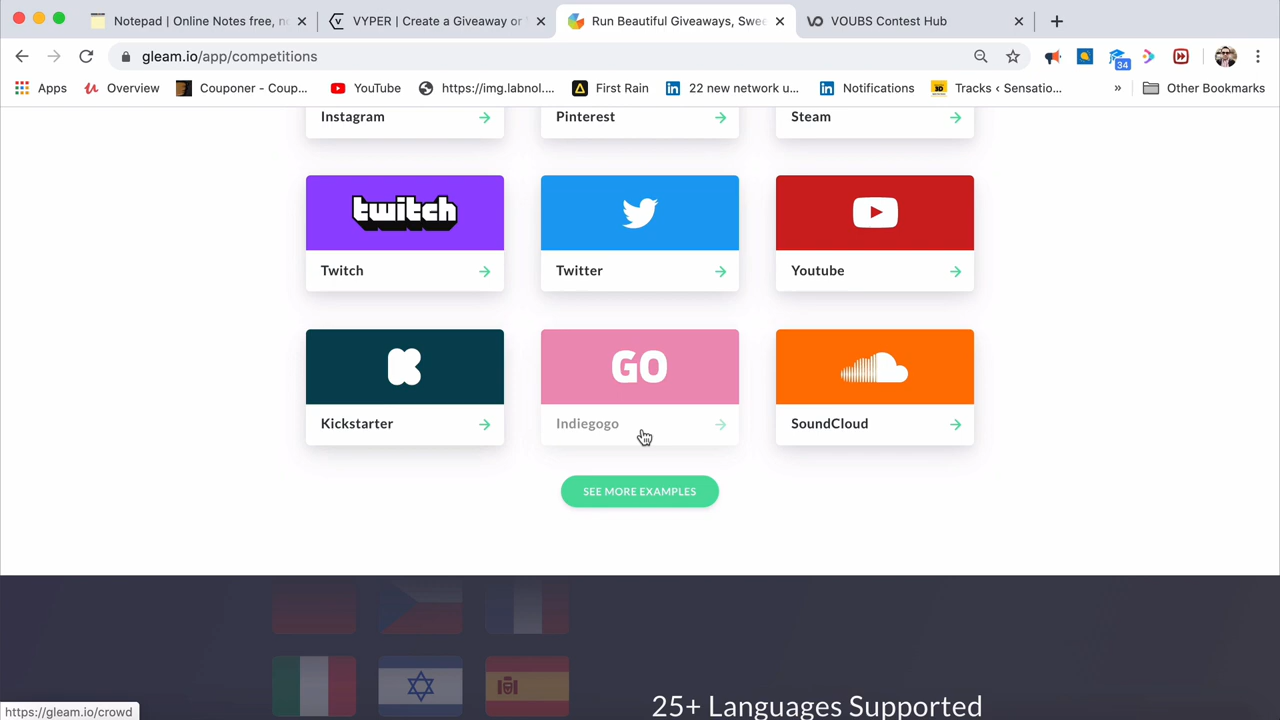 Notepad | Online Notes free, n
VYPER | Create a Giveaway or
Run Beautiful Giveaways, Swee
VOUBS Contest Hub
gleam.io/app/competitions
34
Apps
Overview
Couponer - Coup...
YouTube
https://img.labnol....
First Rain
22 new network u...
Notifications
Tracks ‹ Sensatio...
»
Other Bookmarks
Instagram
Pinterest
Steam
twitch
Twitch
Twitter
Youtube
K
GO
Kickstarter
Indiegogo
SoundCloud
SEE MORE EXAMPLES
25+ Languages Supported
https://gleam.io/crowd